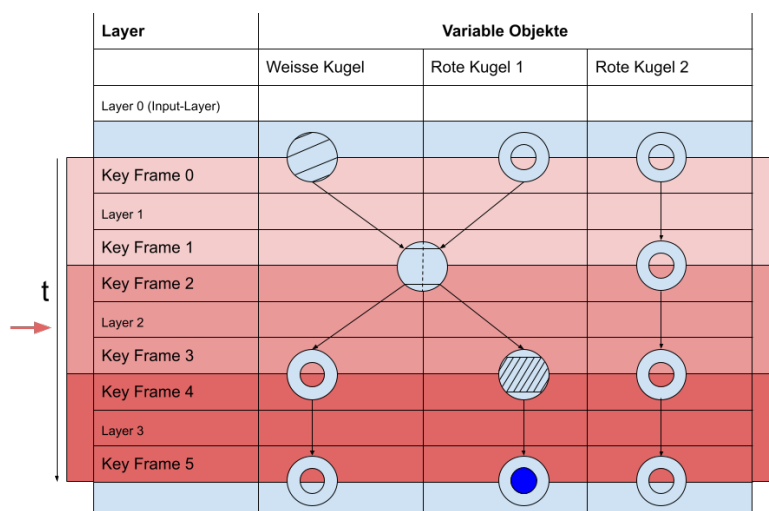 Layer Variable Objekte
Weisse Kugel Rote Kugel 1 Rote Kugel 2
Layer 0 (Input-Layer)
Key Frame 0
Layer 1
Key Frame 1
Key Frame 2
t
Layer 2
Key Frame 3
Key Frame 4
Layer 3
Key Frame 5